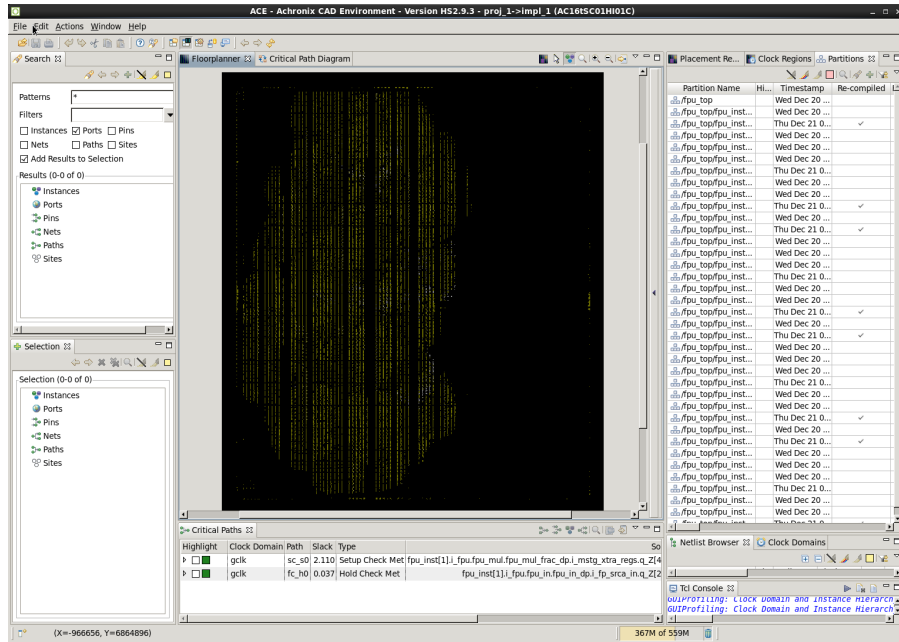 ACE - Achronix CAD Environment - Version HS2.9.3 - proj_1->impl_1 (AC16tSC01HI01C)
File Edit Actions Window Help
Search
Patterns *
Filters
Instances Ports Pins
Nets Paths Sites
Add Results to Selection
Results (0-0 of 0)
Instances
Ports
Pins
Nets
Paths
Sites
Selection
Selection (0-0 of 0)
Instances
Ports
Pins
Nets
Paths
Sites
Floorplanner Critical Path Diagram
Critical Paths
Highlight Clock Domain Path Slack Type So
gclk sc_s0 2.110 Setup Check Met fpu_inst[1].i_fpu.fpu_mul.fpu_mul_frac_dp.i_mstg_xtra_regs.q_Z[4
gclk fc_h0 0.037 Hold Check Met fpu_inst[1].i_fpu.fpu_in.fpu_in_dp.i_fp_srca_in.q_Z[2
Placement Re... Clock Regions Partitions
Partition Name Hi... Timestamp Re-compiled
/fpu_top Wed Dec 20 ...
/fpu_top/fpu_inst... Wed Dec 20 ...
/fpu_top/fpu_inst... Thu Dec 21 0...
/fpu_top/fpu_inst... Wed Dec 20 ...
/fpu_top/fpu_inst... Wed Dec 20 ...
/fpu_top/fpu_inst... Wed Dec 20 ...
/fpu_top/fpu_inst... Thu Dec 21 0...
/fpu_top/fpu_inst... Wed Dec 20 ...
/fpu_top/fpu_inst... Wed Dec 20 ...
/fpu_top/fpu_inst... Thu Dec 21 0...
/fpu_top/fpu_inst... Wed Dec 20 ...
/fpu_top/fpu_inst... Thu Dec 21 0...
/fpu_top/fpu_inst... Wed Dec 20 ...
/fpu_top/fpu_inst... Wed Dec 20 ...
/fpu_top/fpu_inst... Wed Dec 20 ...
/fpu_top/fpu_inst... Thu Dec 21 0...
/fpu_top/fpu_inst... Wed Dec 20 ...
/fpu_top/fpu_inst... Wed Dec 20 ...
/fpu_top/fpu_inst... Thu Dec 21 0...
/fpu_top/fpu_inst... Wed Dec 20 ...
/fpu_top/fpu_inst... Thu Dec 21 0...
/fpu_top/fpu_inst... Wed Dec 20 ...
/fpu_top/fpu_inst... Wed Dec 20 ...
/fpu_top/fpu_inst... Wed Dec 20 ...
/fpu_top/fpu_inst... Thu Dec 21 0...
/fpu_top/fpu_inst... Wed Dec 20 ...
/fpu_top/fpu_inst... Wed Dec 20 ...
/fpu_top/fpu_inst... Thu Dec 21 0...
/fpu_top/fpu_inst... Wed Dec 20 ...
/fpu_top/fpu_inst... Thu Dec 21 0...
/fpu_top/fpu_inst... Wed Dec 20 ...
/fpu_top/fpu_inst... Wed Dec 20 ...
/fpu_top/fpu_inst... Wed Dec 20 ...
/fpu_top/fpu_inst... Thu Dec 21 0...
/fpu_top/fpu_inst... Wed Dec 20 ...
/fpu_top/fpu_inst... Wed Dec 20 ...
Netlist Browser Clock Domains
Tcl Console
GUIProfiling: Clock Domain and Instance Hierarch
GUIProfiling: Clock Domain and Instance Hierarch
(X=-966656, Y=6864896) 367M of 559M